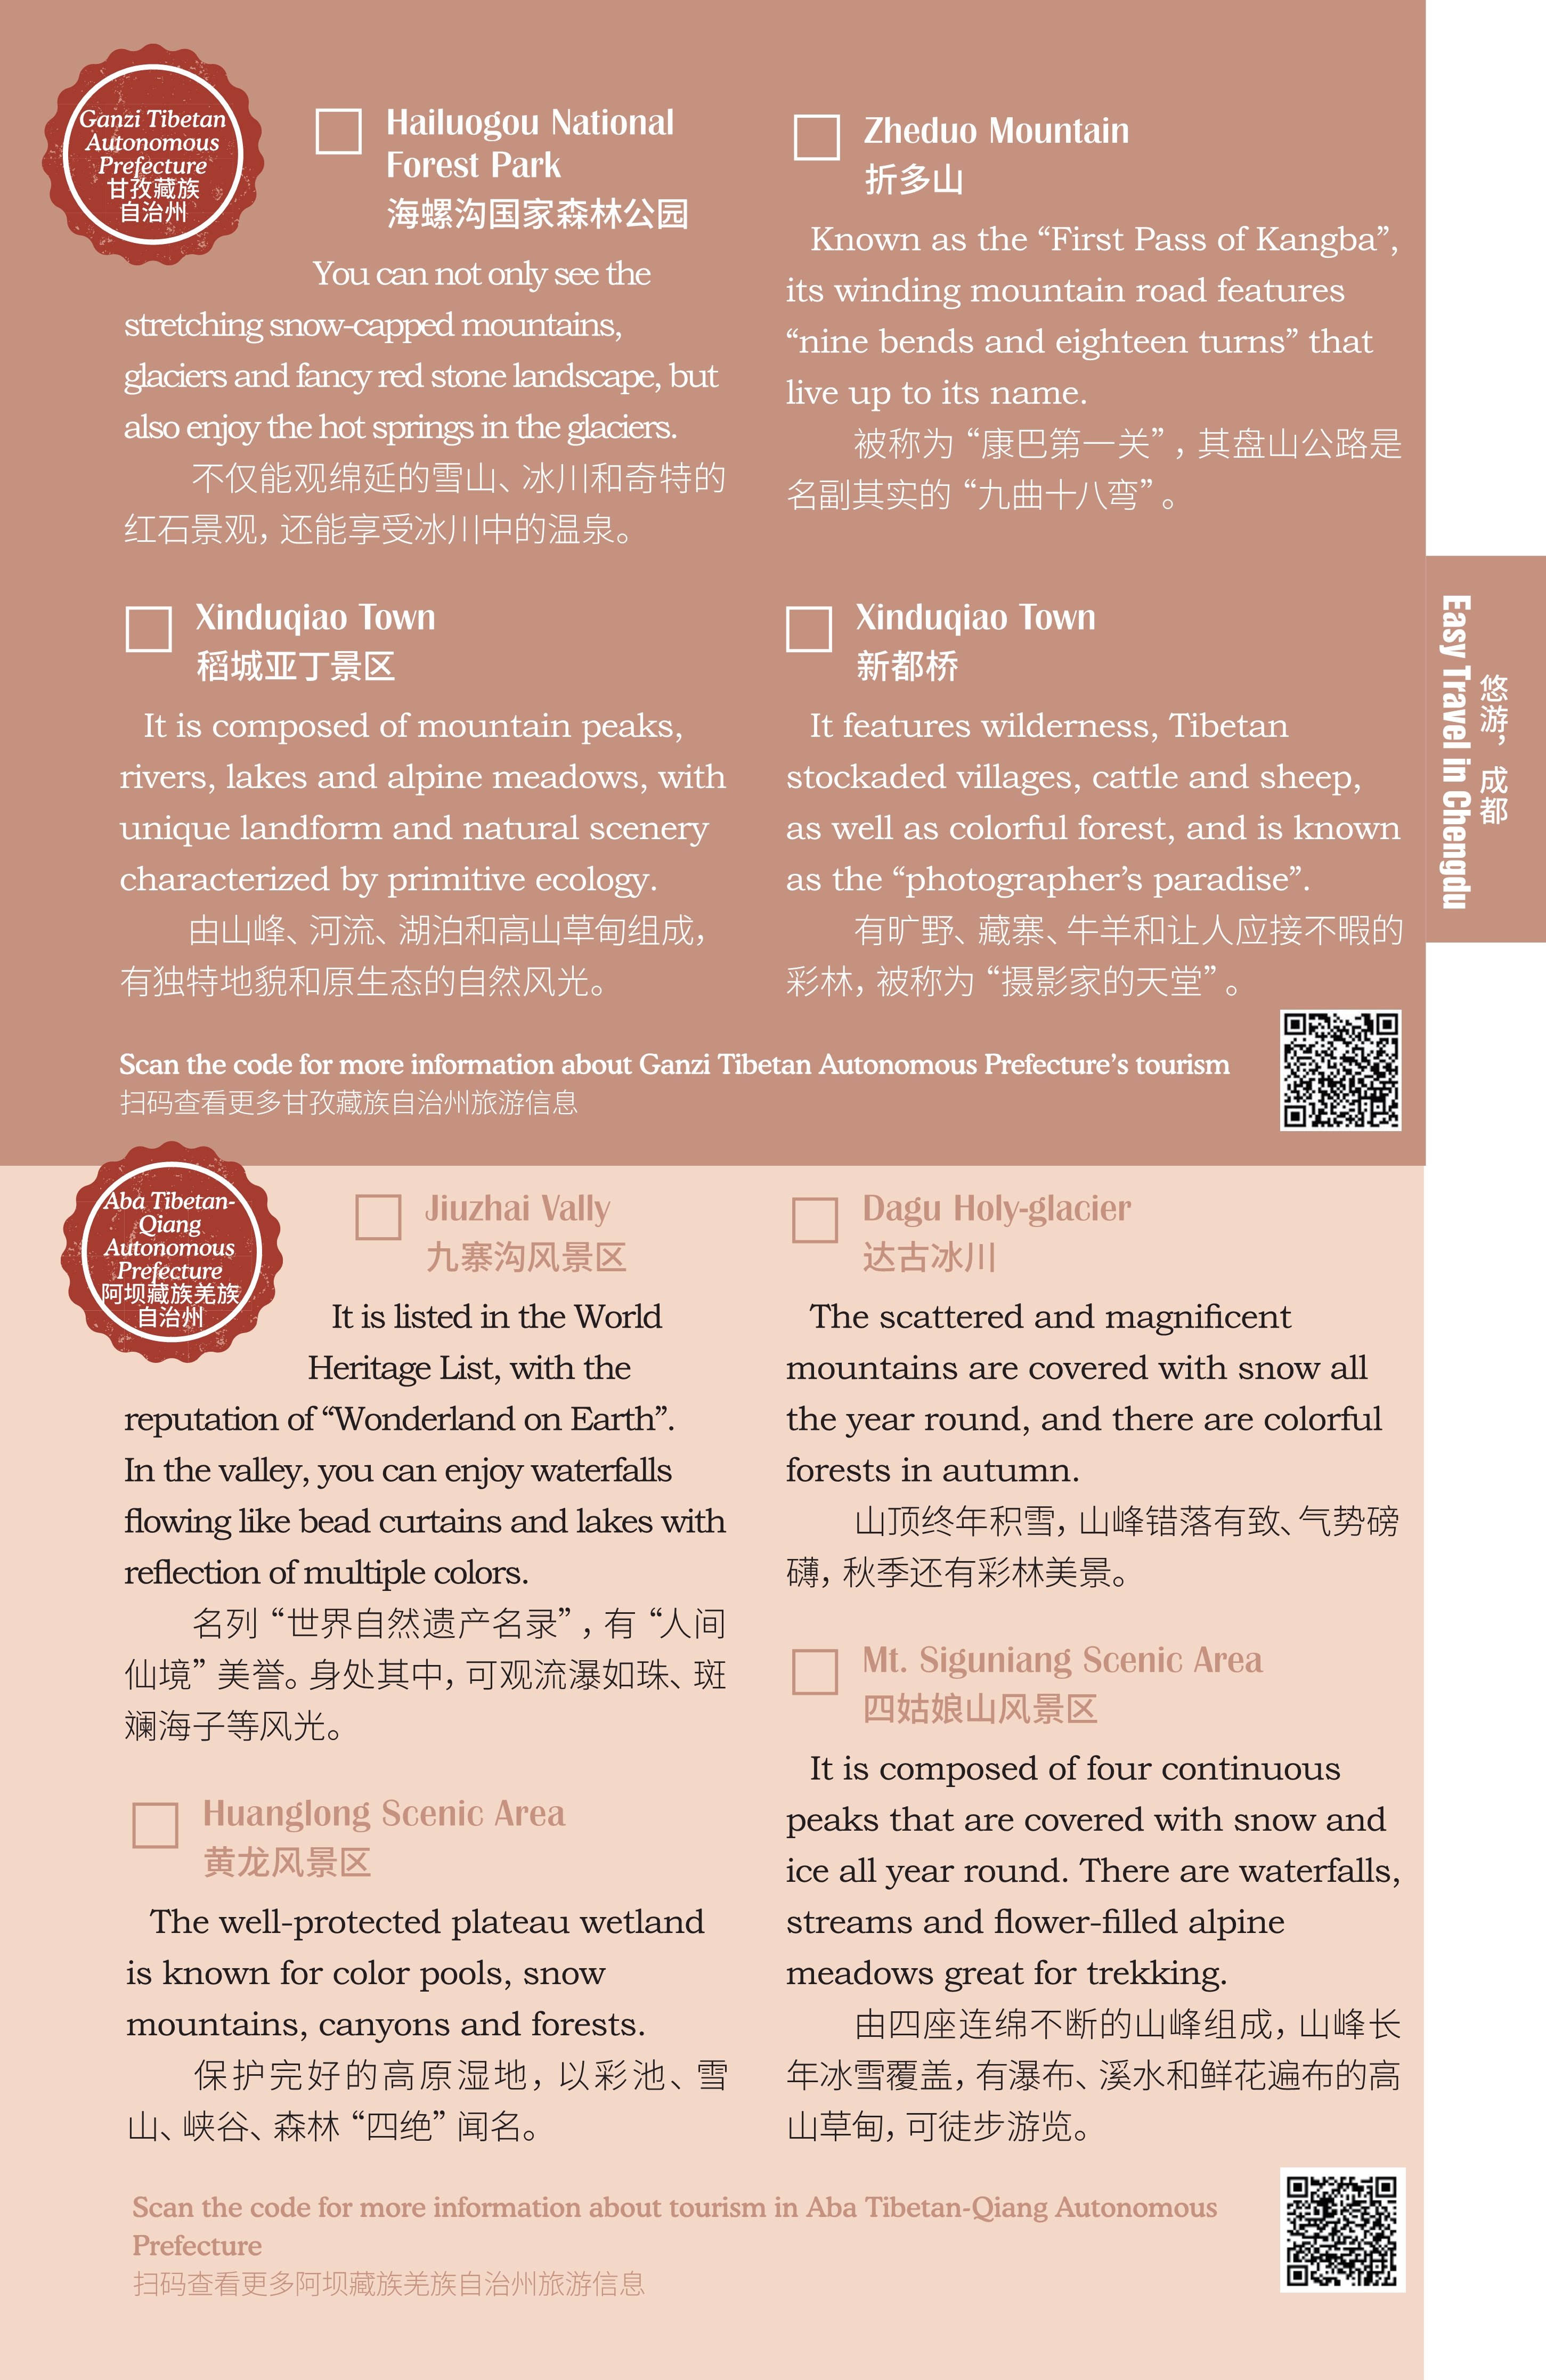 Ganzi Tibetan
Autonomous
Prefecture
甘孜藏族
自治州
Hailuogou National
Forest Park
海螺沟国家森林公园
You can not only see the
stretching snow-capped mountains,
glaciers and fancy red stone landscape, but
also enjoy the hot springs in the glaciers.
不仅能观绵延的雪山、冰川和奇特的
红石景观，还能享受冰川中的温泉。
Zheduo Mountain
折多山
Known as the “First Pass of Kangba”,
its winding mountain road features
“nine bends and eighteen turns” that
live up to its name.
被称为“康巴第一关”，其盘山公路是
名副其实的“九曲十八弯”。
Xinduqiao Town
稻城亚丁景区
It is composed of mountain peaks,
rivers, lakes and alpine meadows, with
unique landform and natural scenery
characterized by primitive ecology.
由山峰、河流、湖泊和高山草甸组成，
有独特地貌和原生态的自然风光。
Xinduqiao Town
新都桥
It features wilderness, Tibetan
stockaded villages, cattle and sheep,
as well as colorful forest, and is known
as the “photographer’s paradise”.
有旷野、藏寨、牛羊和让人应接不暇的
彩林，被称为“摄影家的天堂”。
Scan the code for more information about Ganzi Tibetan Autonomous Prefecture’s tourism
扫码查看更多甘孜藏族自治州旅游信息
悠游，成都
Easy Travel in Chengdu
Aba Tibetan-
Qiang
Autonomous
Prefecture
阿坝藏族羌族
自治州
Jiuzhai Vally
九寨沟风景区
It is listed in the World
Heritage List, with the
reputation of “Wonderland on Earth”.
In the valley, you can enjoy waterfalls
flowing like bead curtains and lakes with
reflection of multiple colors.
名列“世界自然遗产名录”，有“人间
仙境”美誉。身处其中，可观流瀑如珠、斑
斓海子等风光。
Huanglong Scenic Area
黄龙风景区
The well-protected plateau wetland
is known for color pools, snow
mountains, canyons and forests.
保护完好的高原湿地，以彩池、雪
山、峡谷、森林“四绝”闻名。
Dagu Holy-glacier
达古冰川
The scattered and magnificent
mountains are covered with snow all
the year round, and there are colorful
forests in autumn.
山顶终年积雪，山峰错落有致、气势磅
礴，秋季还有彩林美景。
Mt. Siguniang Scenic Area
四姑娘山风景区
It is composed of four continuous
peaks that are covered with snow and
ice all year round. There are waterfalls,
streams and flower-filled alpine
meadows great for trekking.
由四座连绵不断的山峰组成，山峰长
年冰雪覆盖，有瀑布、溪水和鲜花遍布的高
山草甸，可徒步游览。
Scan the code for more information about tourism in Aba Tibetan-Qiang Autonomous
Prefecture
扫码查看更多阿坝藏族羌族自治州旅游信息